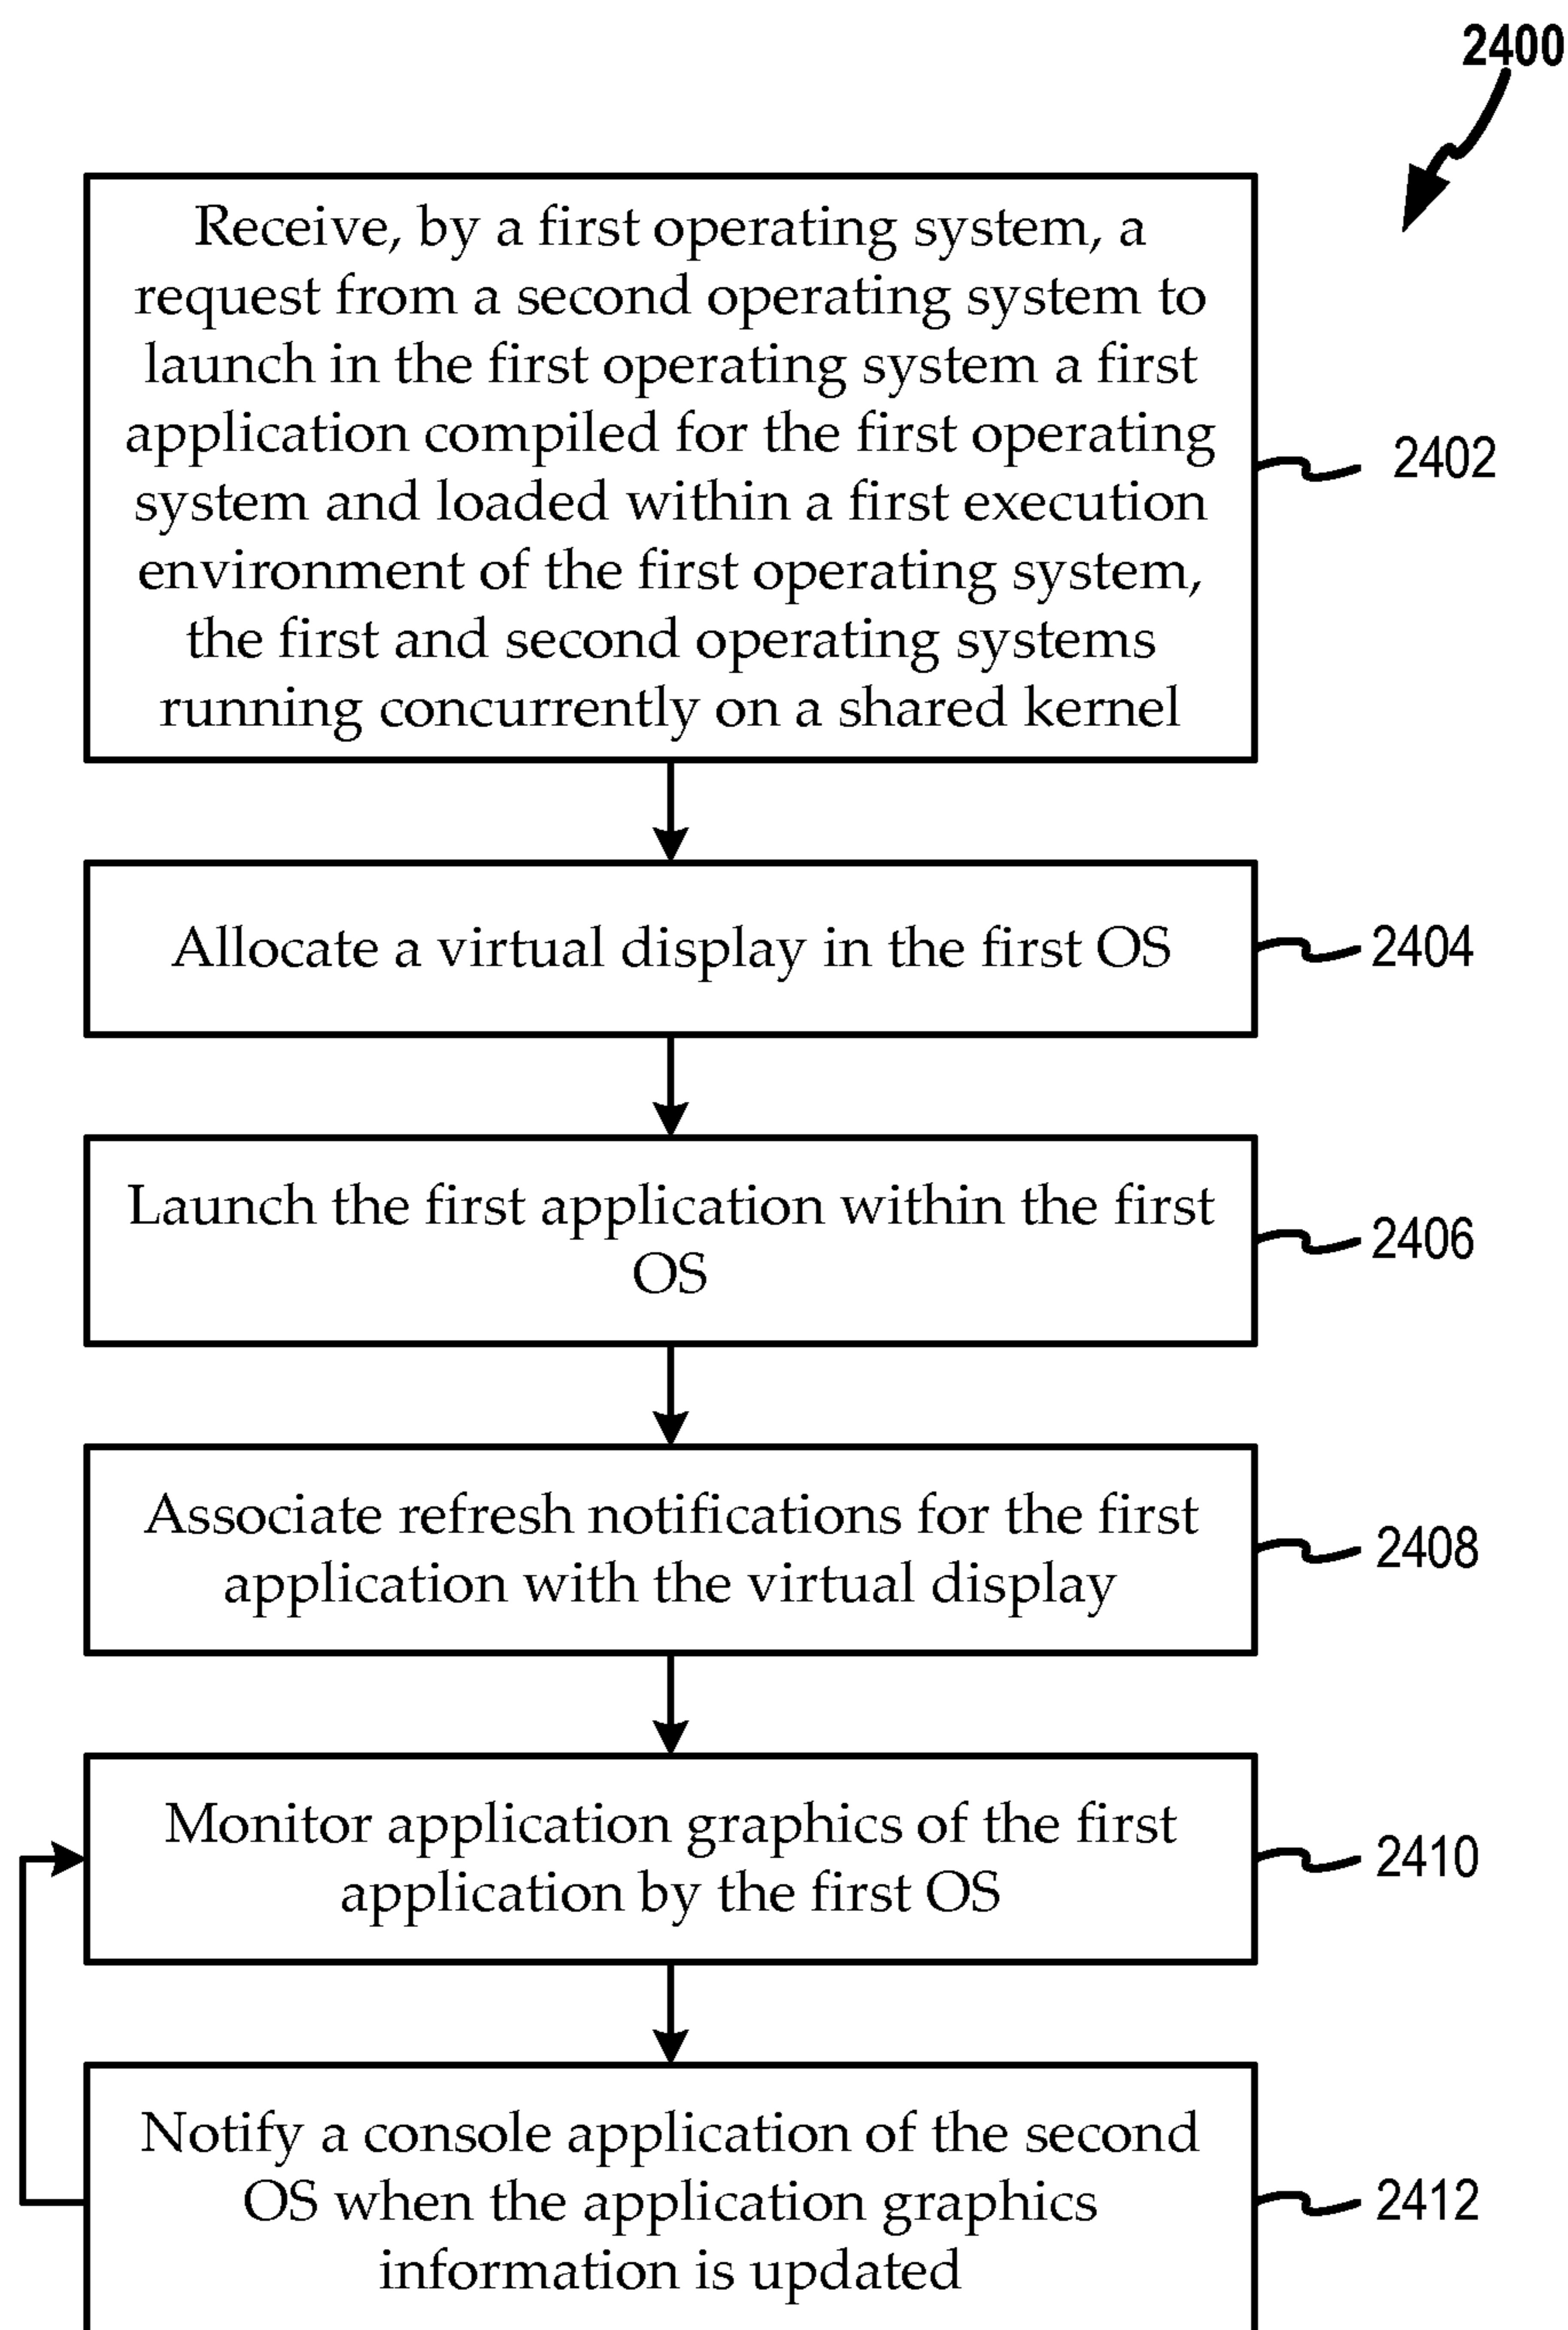 2400
Receive, by a first operating system, a
request from a second operating system to
launch in the first operating system a first
application compiled for the first operating
system and loaded within a first execution
environment of the first operating system,
the first and second operating systems
running concurrently on a shared kernel
2402
Allocate a virtual display in the first OS
2404
Launch the first application within the first
OS
2406
Associate refresh notifications for the first
application with the virtual display
2408
Monitor application graphics of the first
application by the first OS
2410
Notify a console application of the second
OS when the application graphics
information is updated
2412